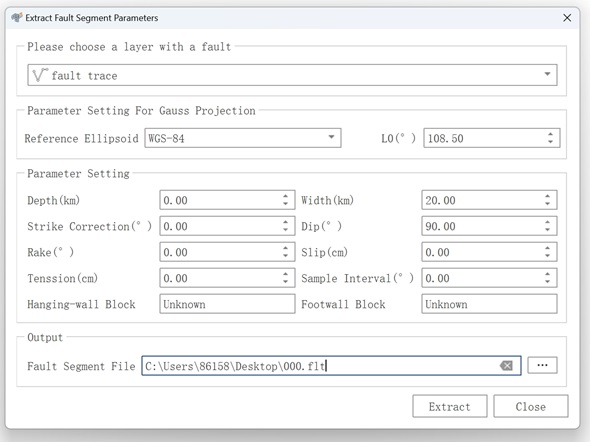 Extract Fault Segment Parameters
Please choose a layer with a fault
fault trace
Parameter Setting For Gauss Projection
Reference Ellipsoid WGS-84 L0(°) 108.50
Parameter Setting
Depth(km) 0.00 Width(km) 20.00
Strike Correction(°) 0.00 Dip(°) 90.00
Rake(°) 0.00 Slip(cm) 0.00
Tenssion(cm) 0.00 Sample Interval(°) 0.00
Hanging-wall Block Unknown Footwall Block Unknown
Output
Fault Segment File C:\Users\86158\Desktop\000.flt ...
Extract Close